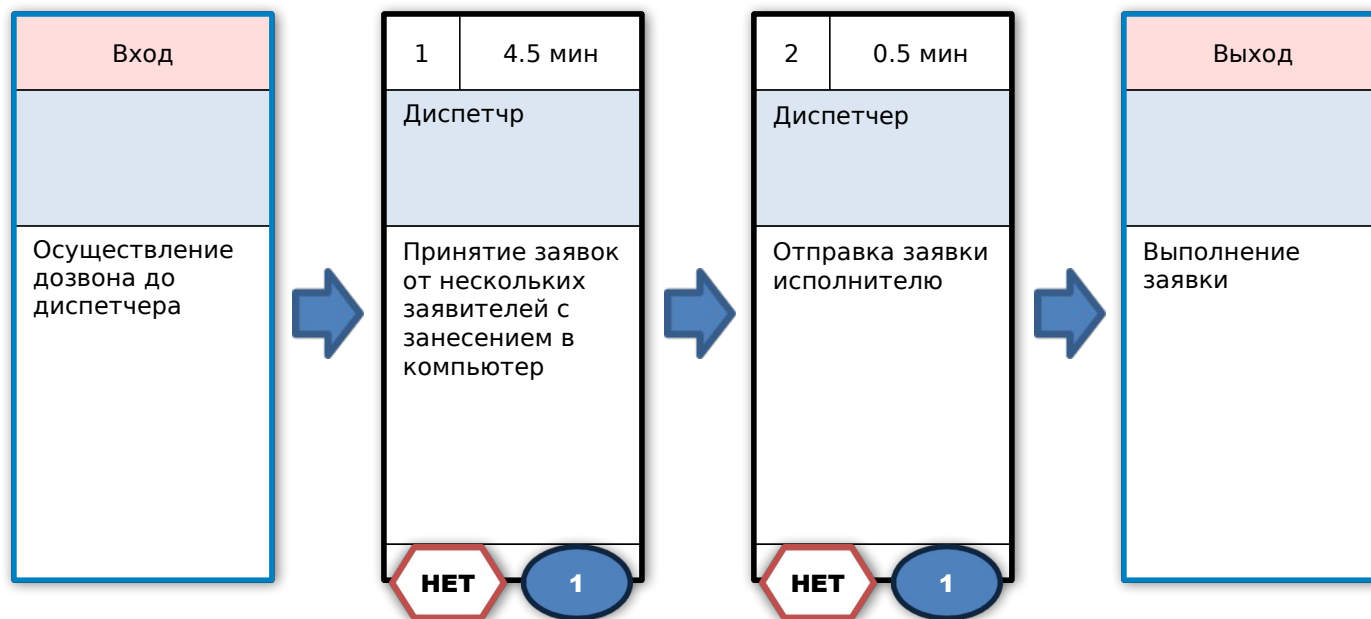 Вход
Осуществление
дозвона до
диспетчера
1
4.5 мин
Диспетчр
Принятие заявок
от нескольких
заявителей с
занесением в
компьютер
НЕТ
1
2
0.5 мин
Диспетчер
Отправка заявки
исполнителю
НЕТ
1
Выход
Выполнение
заявки